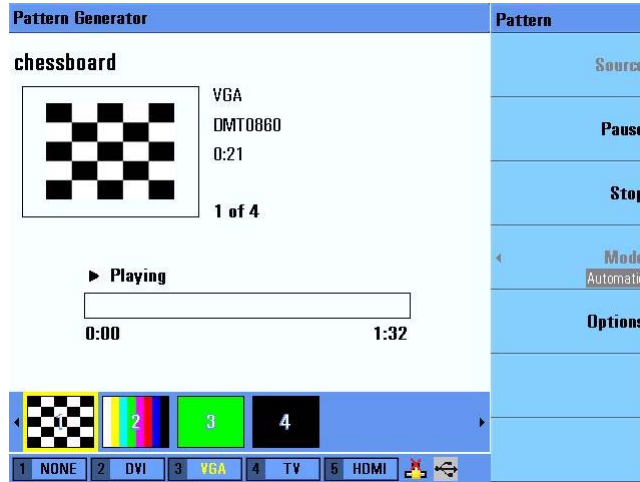 Pattern Generator
Pattern
chessboard
VGA
DMT0860
0:21
1 of 4
Playing
0:00 1:32
Source
Pause
Stop
Mode
Automatic
Options
1 2 3 4
1 NONE 2 DVI 3 VGA 4 TV 5 HDMI